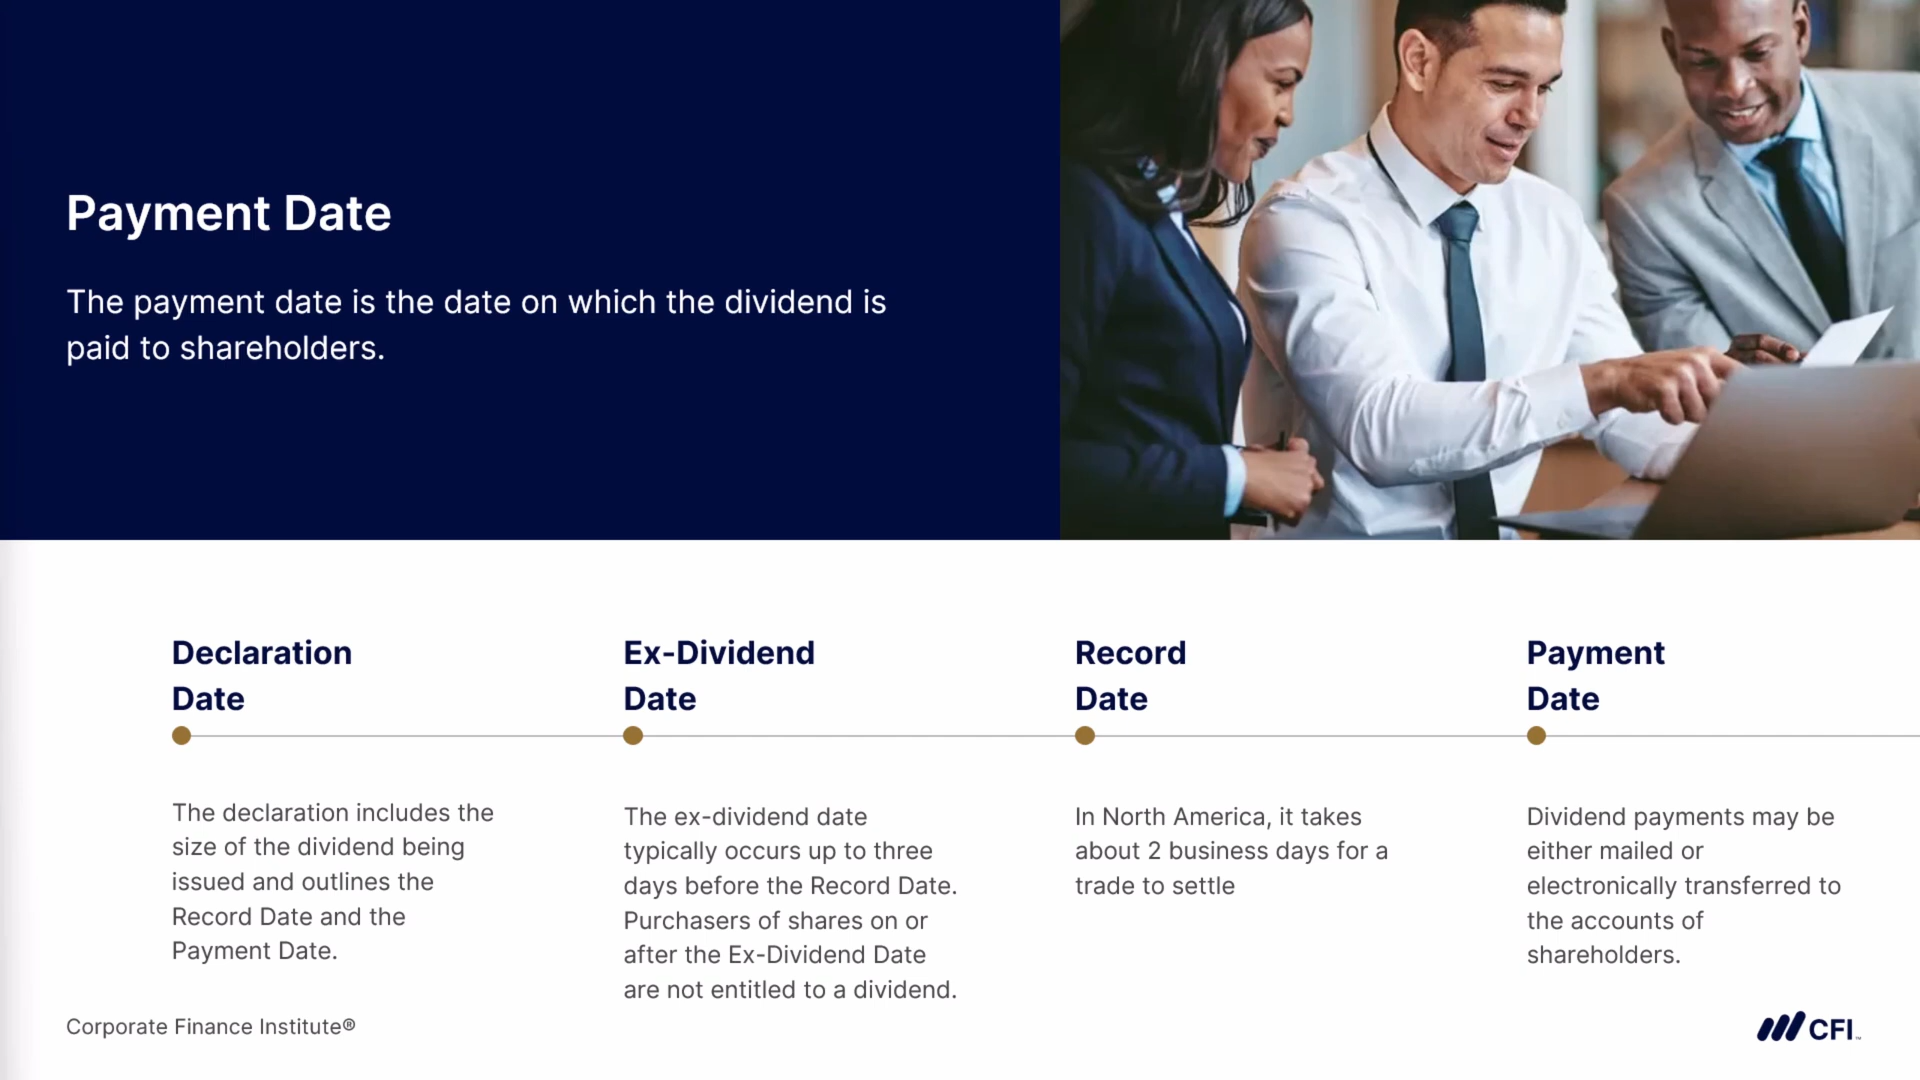 Payment Date
The payment date is the date on which the dividend is
paid to shareholders.
Declaration
Date
The declaration includes the
size of the dividend being
issued and outlines the
Record Date and the
Payment Date.
Ex-Dividend
Date
The ex-dividend date
typically occurs up to three
days before the Record Date.
Purchasers of shares on or
after the Ex-Dividend Date
are not entitled to a dividend.
Record
Date
In North America, it takes
about 2 business days for a
trade to settle
Payment
Date
Dividend payments may be
either mailed or
electronically transferred to
the accounts of
shareholders.
Corporate Finance Institute®
CFI™